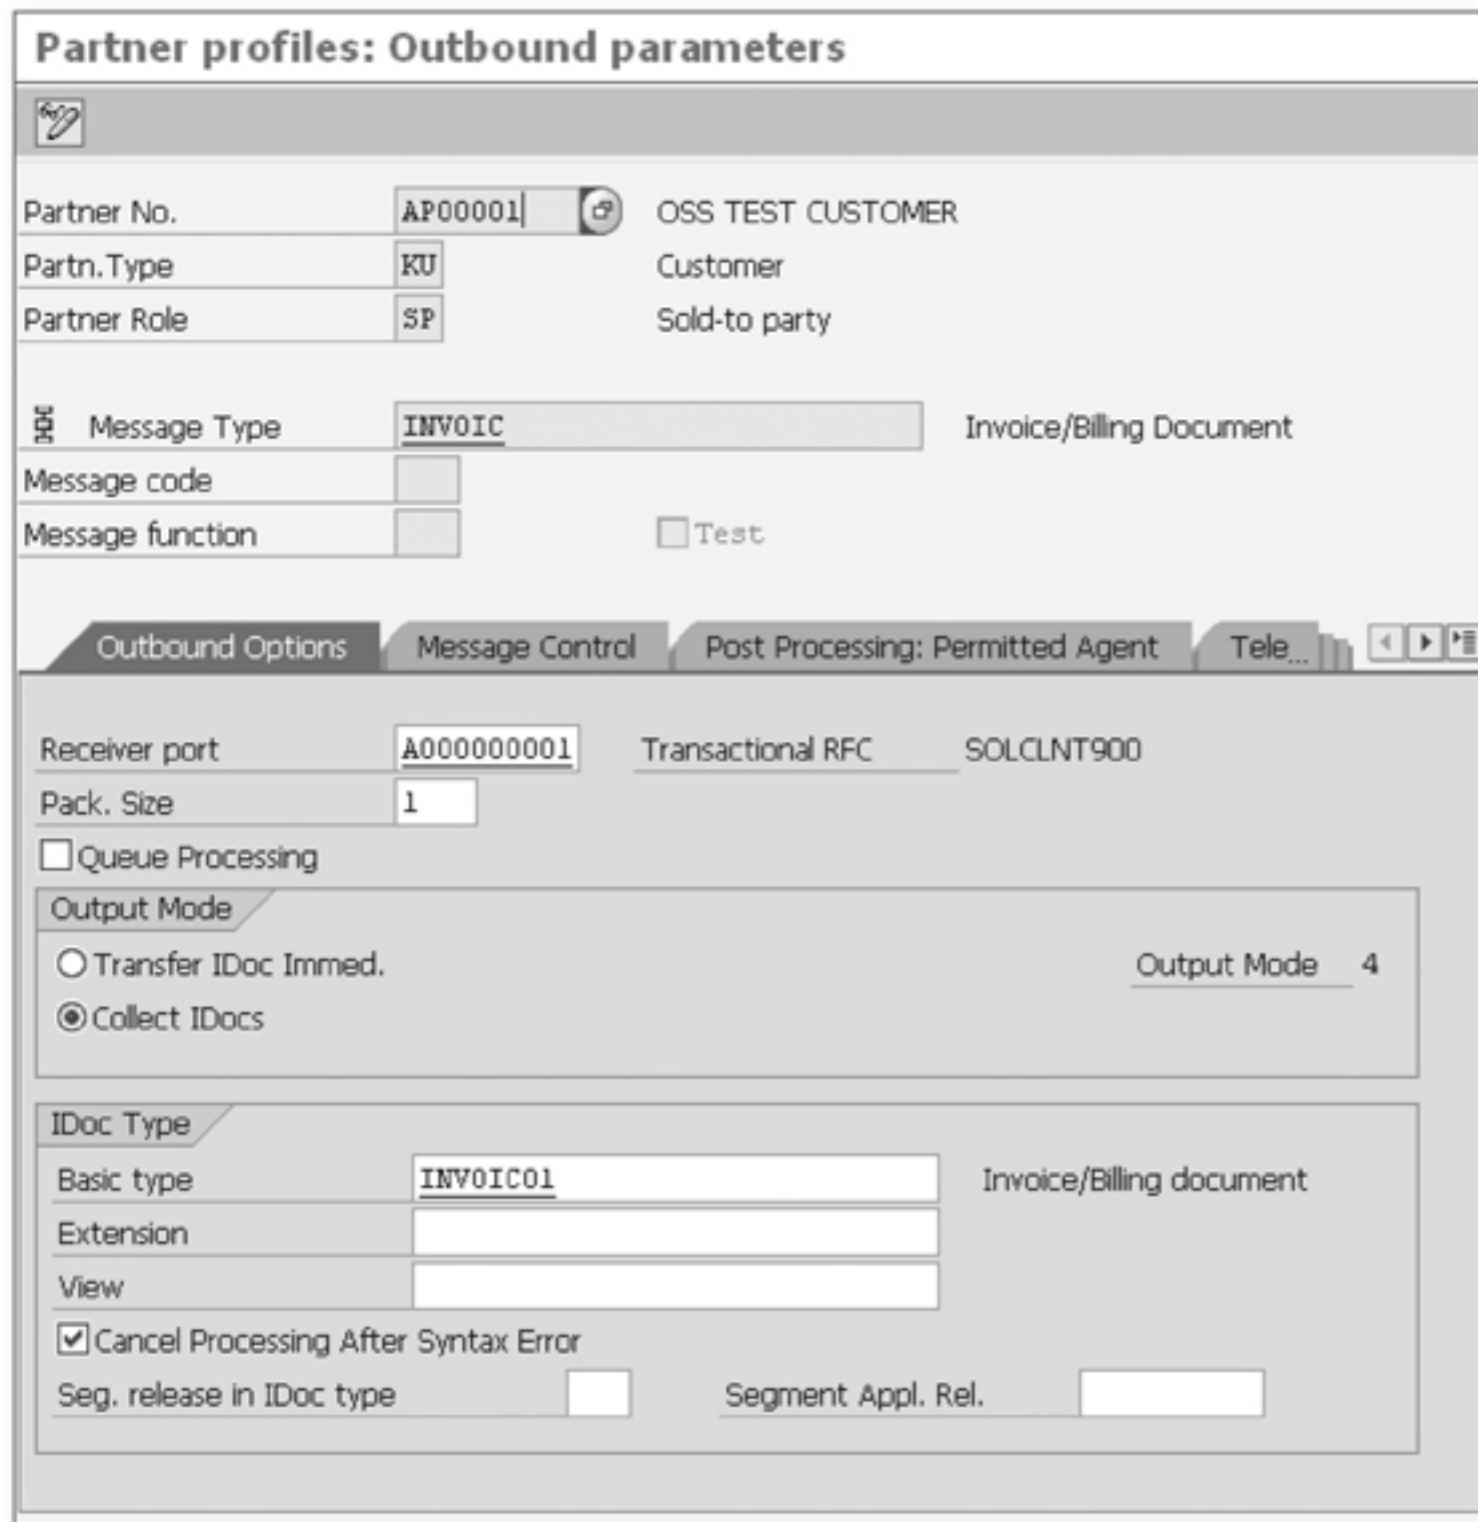 Partner profiles: Outbound parameters
Partner No. AP00001 OSS TEST CUSTOMER
Partn.Type KU Customer
Partner Role SP Sold-to party
Message Type INVOIC Invoice/Billing Document
Message code
Message function Test
Outbound Options Message Control Post Processing: Permitted Agent Tele...
Receiver port A000000001 Transactional RFC SOLCLNT900
Pack. Size 1
Queue Processing
Output Mode
Transfer IDoc Immed. Output Mode 4
Collect IDocs
IDoc Type
Basic type INVOIC01 Invoice/Billing document
Extension
View
Cancel Processing After Syntax Error
Seg. release in IDoc type Segment Appl. Rel.